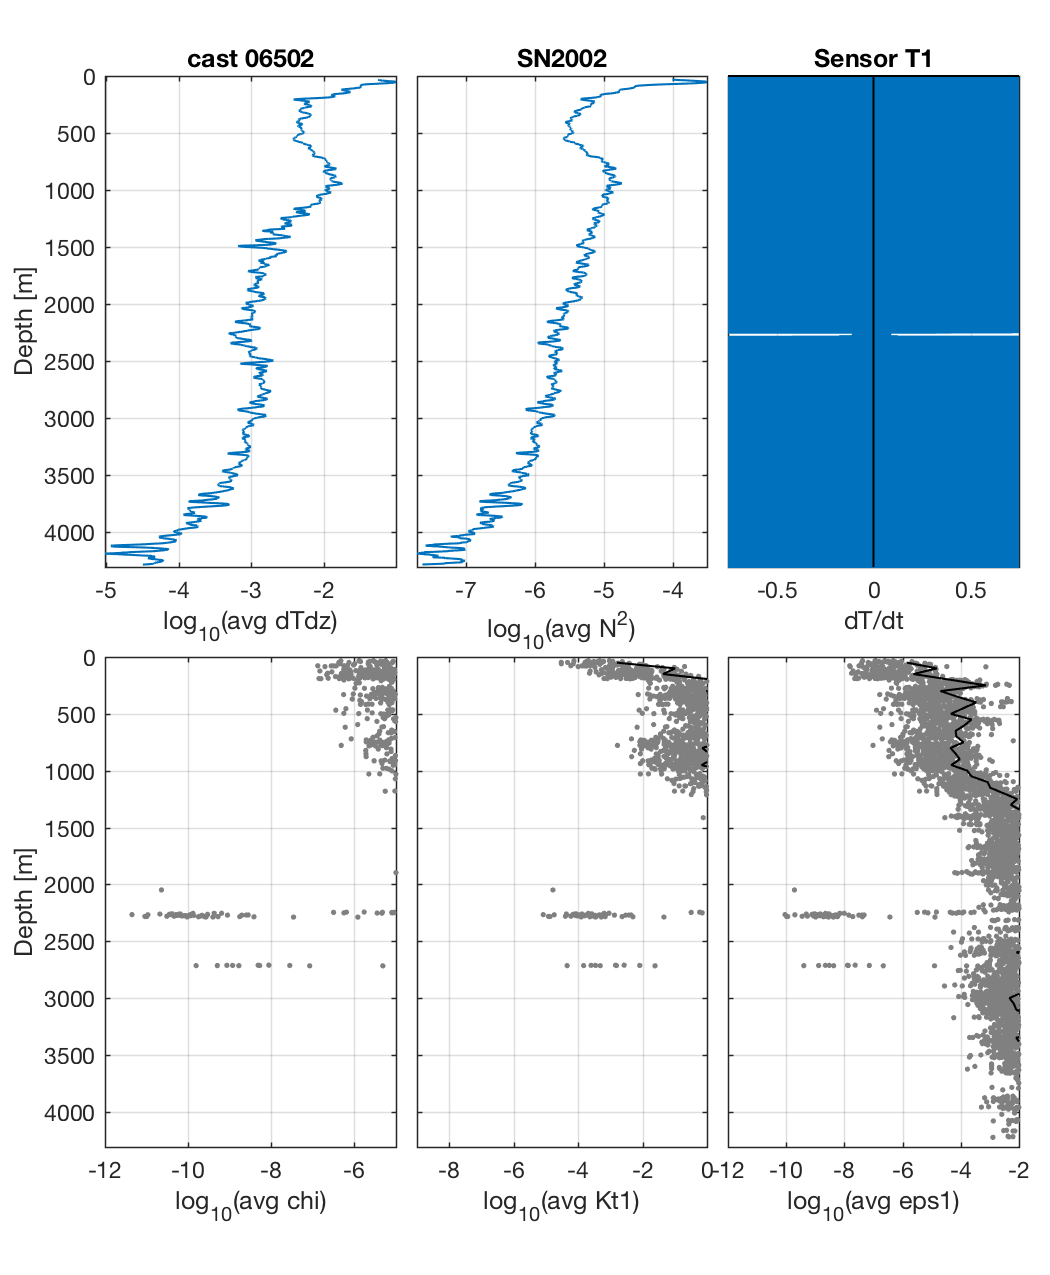 cast 06502 SN2002 Sensor T1
0
500
1000
1500
2000
2500
3000
3500
4000
Depth [m]
-5 -4 -3 -2 -7 -6 -5 -4 -0.5 0 0.5
log10(avg dTdz) log10(avg N2) dT/dt
0
500
1000
1500
2000
2500
3000
3500
4000
Depth [m]
-12 -10 -8 -6 -8 -6 -4 -2 0 -12 -10 -8 -6 -4 -2
log10(avg chi) log10(avg Kt1) log10(avg eps1)